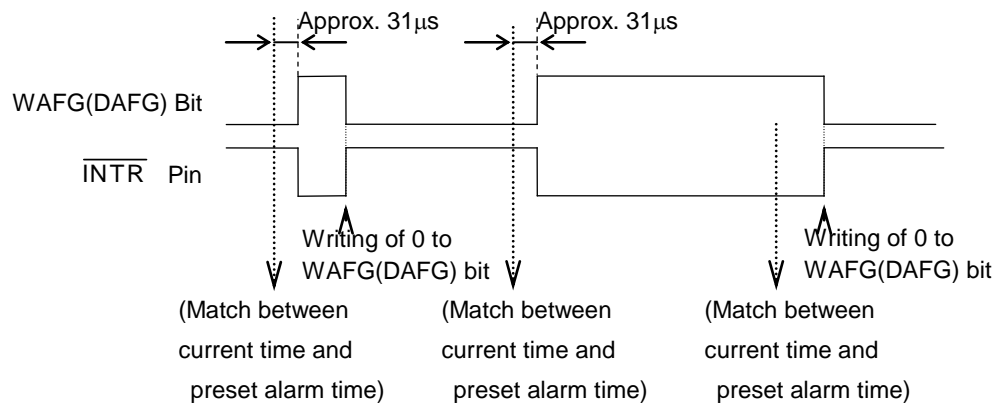 Approx. 31μs
Approx. 31μs
WAFG(DAFG) Bit
INTR Pin
Writing of 0 to
WAFG(DAFG) bit
Writing of 0 to
WAFG(DAFG) bit
(Match between
current time and
preset alarm time)
(Match between
current time and
preset alarm time)
(Match between
current time and
preset alarm time)